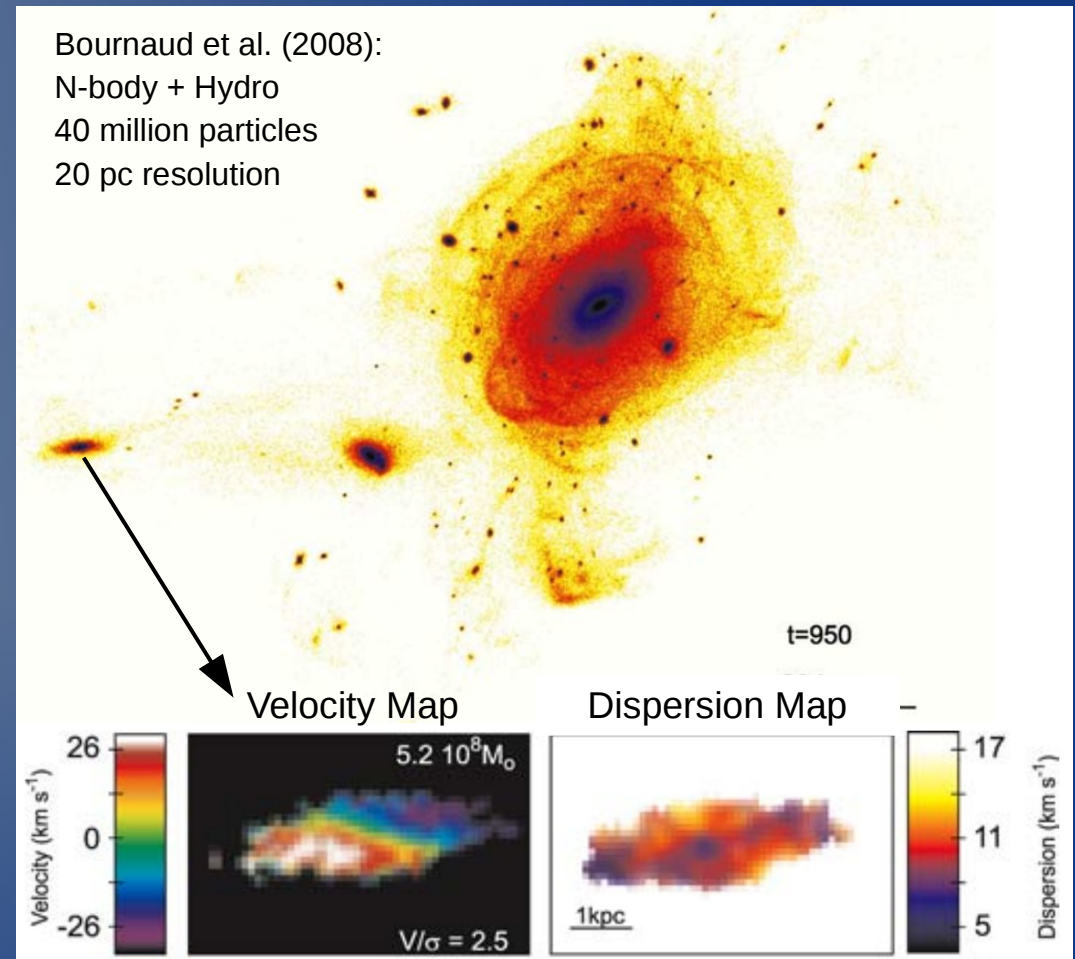 Bournaud et al. (2008):
N-body + Hydro
40 million particles
20 pc resolution
t=950
Velocity Map
Dispersion Map
Velocity (km s⁻¹)
26
0
-26
5.2 10⁸Mₒ
V/σ = 2.5
1kpc
17
11
5
Dispersion (km s⁻¹)